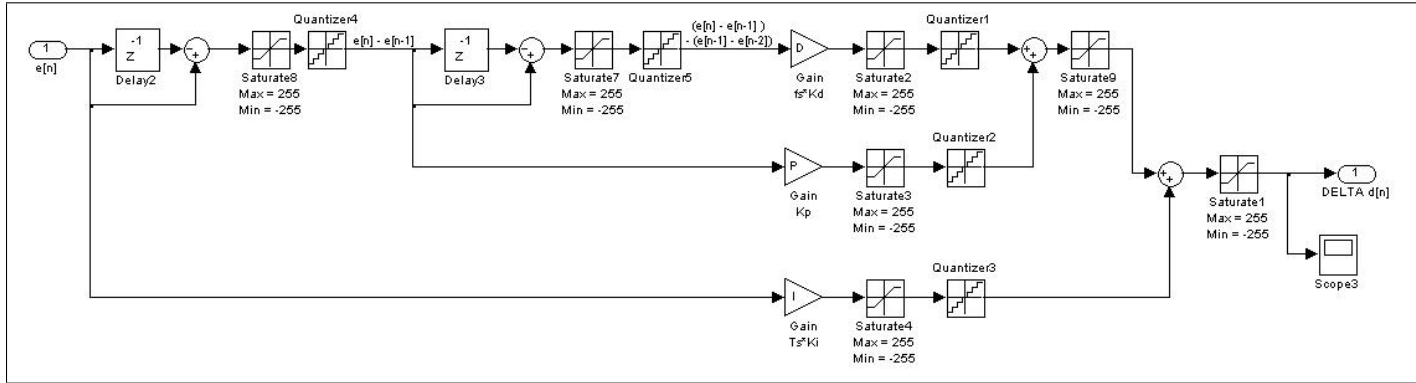 Quantizer4
(e[n] - e[n-1] )
- (e[n-1] - e[n-2])
Quantizer1
1
e[n]
-1
Z
Delay2
-
+
e[n] - e[n-1]
Saturate8
Max = 255
Min = -255
-1
Z
Delay3
-
+
Saturate7
Max = 255
Min = -255
Quantizer5
D
Gain
fs*Kd
Saturate2
Max = 255
Min = -255
+
+
Saturate9
Max = 255
Min = -255
P
Gain
Kp
Saturate3
Max = 255
Min = -255
Quantizer2
+
+
Saturate1
Max = 255
Min = -255
1
DELTA d[n]
Scope3
I
Gain
Ts*Ki
Saturate4
Max = 255
Min = -255
Quantizer3